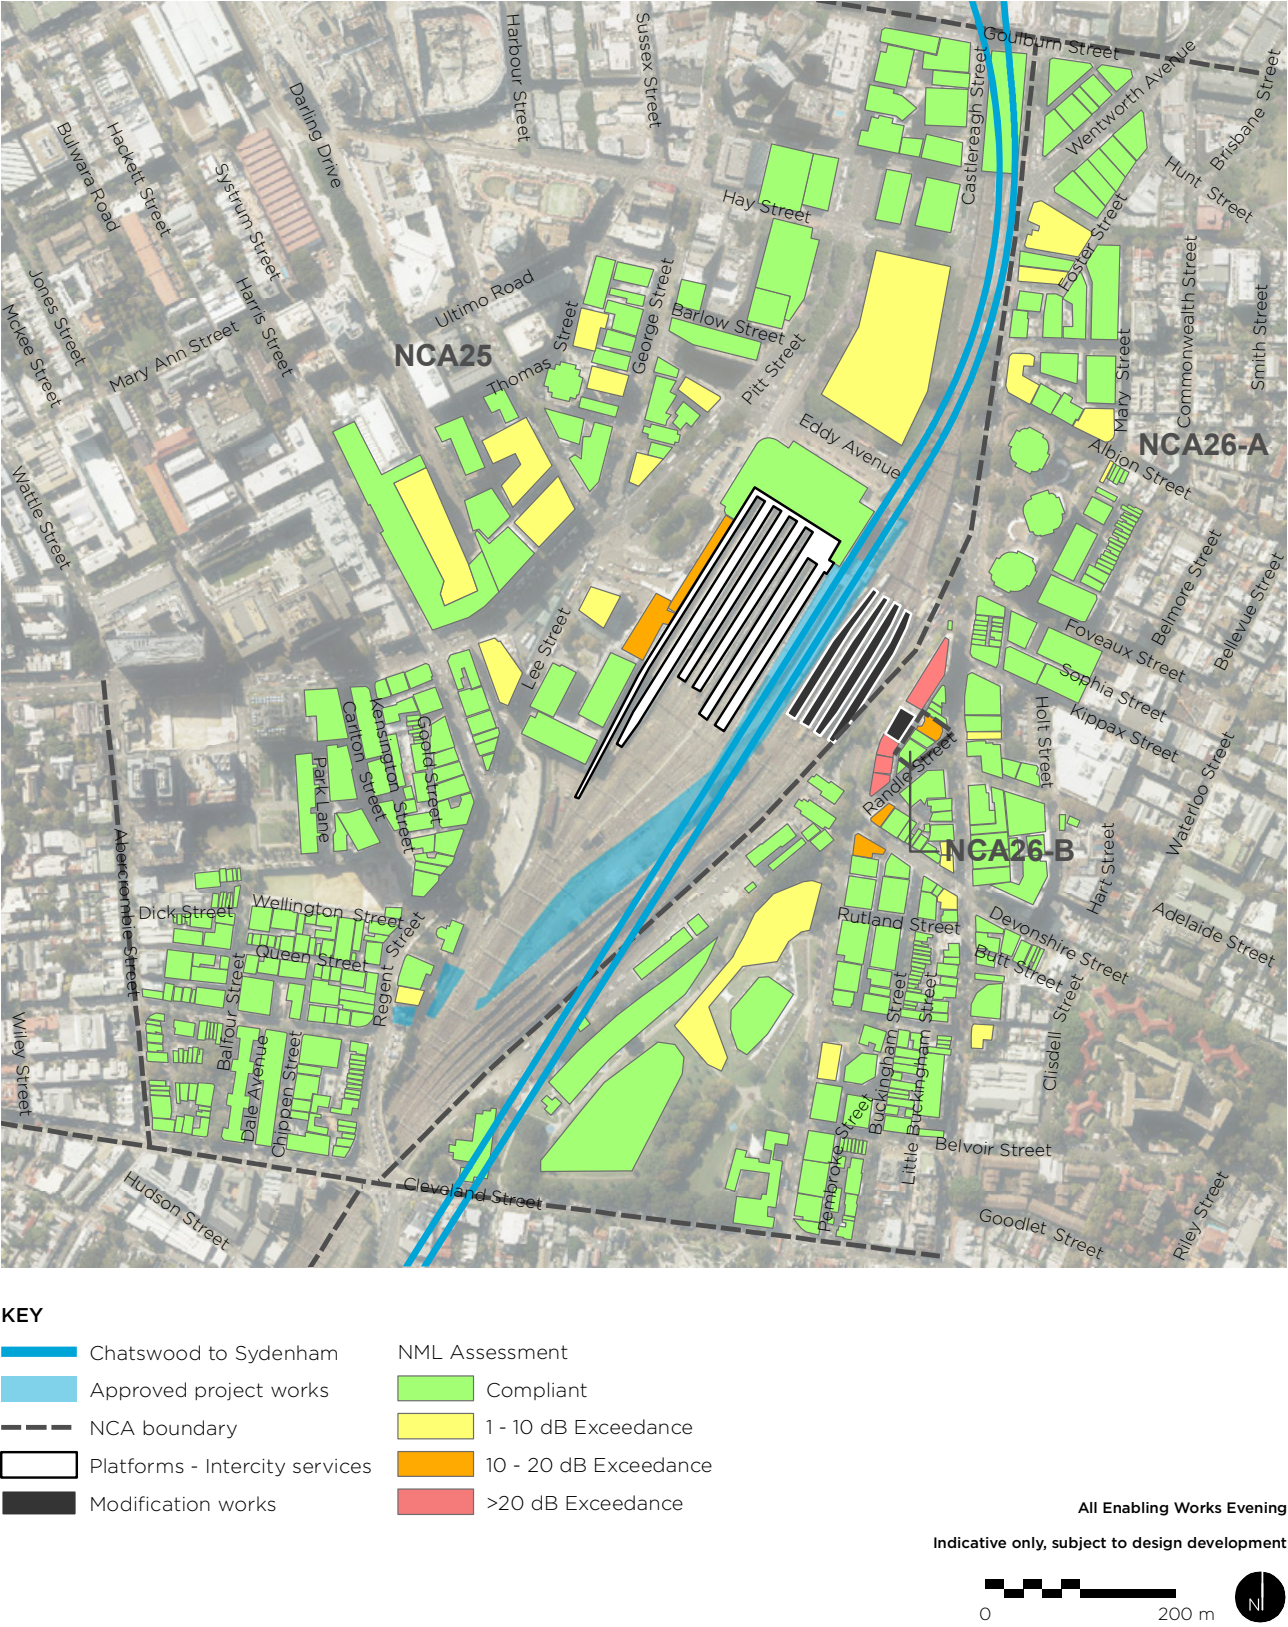 Goulburn Street
Harbour Street
Sussex Street
Wentworth Avenue
Brisbane Street
Castlereagh Street
Darling Drive
Bulwara Road
Hackett Street
Systrum Street
Hunt Street
Hay Street
Foster Street
Commonwealth Street
Jones Street
Harris Street
Ultimo Road
George Street
Smith Street
Mckee Street
Mary Ann Street
Thomas Street
Barlow Street
Pitt Street
Mary Street
NCA25
Eddy Avenue
NCA26-A
Albion Street
Wattle Street
Belmore Street
Bellevue Street
Lee Street
Foveaux Street
Sophia Street
Kippax Street
Holt Street
Kensington Street
Carlton Street
Goold Street
Park Lane
Randle Street
Waterloo Street
NCA26-B
Abercrombie Street
Hart Street
Dick Street
Wellington Street
Regent Street
Rutland Street
Devonshire Street
Adelaide Street
Queen Street
Butt Street
Balfour Street
Buckingham Street
Little Buckingham Street
Clisdell Street
Wiley Street
Dale Avenue
Chippen Street
Pembroke Street
Belvoir Street
Hudson Street
Cleveland Street
Goodlet Street
Riley Street
KEY
Chatswood to Sydenham
Approved project works
NCA boundary
Platforms - Intercity services
Modification works
NML Assessment
Compliant
1 - 10 dB Exceedance
10 - 20 dB Exceedance
>20 dB Exceedance
All Enabling Works Evening
Indicative only, subject to design development
0 200 m
N